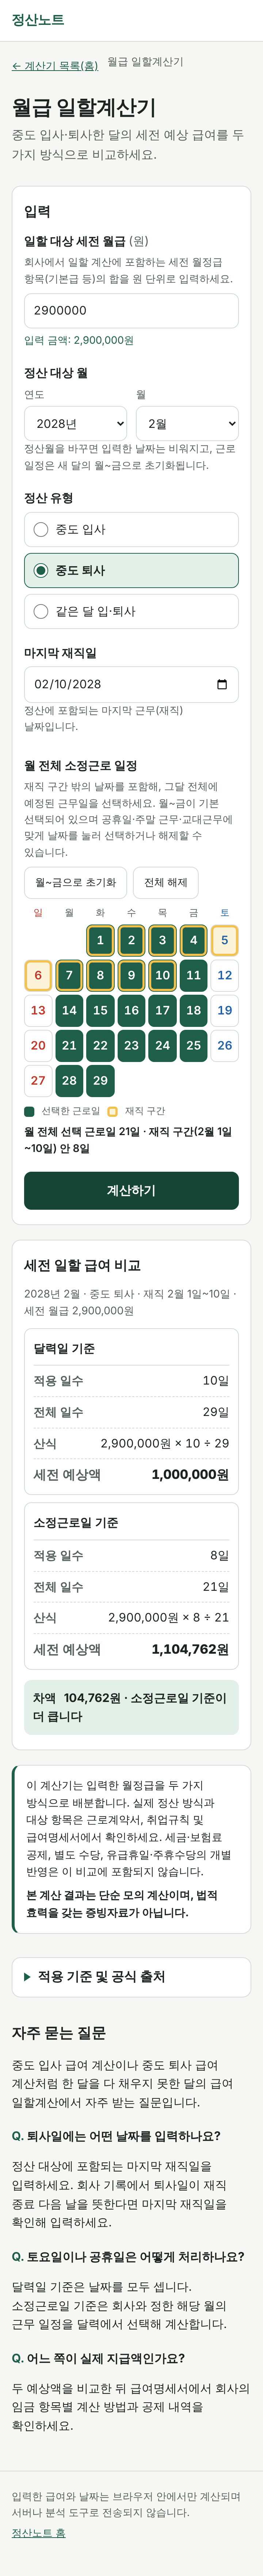 정산노트
← 계산기 목록(홈) 월급 일할계산기
월급 일할계산기
중도 입사·퇴사한 달의 세전 예상 급여를 두
가지 방식으로 비교하세요.
입력
일할 대상 세전 월급 (원)
회사에서 일할 계산에 포함하는 세전 월정급
항목(기본급 등)의 합을 원 단위로 입력하세요.
2900000
입력 금액: 2,900,000원
정산 대상 월
연도 월
2028년 2월
정산월을 바꾸면 입력한 날짜는 비워지고, 근로
일정은 새 달의 월~금으로 초기화됩니다.
정산 유형
중도 입사
중도 퇴사
같은 달 입·퇴사
마지막 재직일
02/10/2028
정산에 포함되는 마지막 근무(재직)
날짜입니다.
월 전체 소정근로 일정
재직 구간 밖의 날짜를 포함해, 그달 전체에
예정된 근무일을 선택하세요. 월~금이 기본
선택되어 있으며 공휴일·주말 근무·교대근무에
맞게 날짜를 눌러 선택하거나 해제할 수
있습니다.
월~금으로 초기화 전체 해제
일 월 화 수 목 금 토
1 2 3 4 5
6 7 8 9 10 11 12
13 14 15 16 17 18 19
20 21 22 23 24 25 26
27 28 29
선택한 근로일 재직 구간
월 전체 선택 근로일 21일 · 재직 구간(2월 1일
~10일) 안 8일
계산하기
세전 일할 급여 비교
2028년 2월 · 중도 퇴사 · 재직 2월 1일~10일 ·
세전 월급 2,900,000원
달력일 기준
적용 일수 10일
전체 일수 29일
산식 2,900,000원 × 10 ÷ 29
세전 예상액 1,000,000원
소정근로일 기준
적용 일수 8일
전체 일수 21일
산식 2,900,000원 × 8 ÷ 21
세전 예상액 1,104,762원
차액 104,762원 · 소정근로일 기준이
더 큽니다
이 계산기는 입력한 월정급을 두 가지
방식으로 배분합니다. 실제 정산 방식과
대상 항목은 근로계약서, 취업규칙 및
급여명세서에서 확인하세요. 세금·보험료
공제, 별도 수당, 유급휴일·주휴수당의 개별
반영은 이 비교에 포함되지 않습니다.
본 계산 결과는 단순 모의 계산이며, 법적
효력을 갖는 증빙자료가 아닙니다.
적용 기준 및 공식 출처
자주 묻는 질문
중도 입사 급여 계산이나 중도 퇴사 급여
계산처럼 한 달을 다 채우지 못한 달의 급여
일할계산에서 자주 받는 질문입니다.
Q. 퇴사일에는 어떤 날짜를 입력하나요?
정산 대상에 포함되는 마지막 재직일을
입력하세요. 회사 기록에서 퇴사일이 재직
종료 다음 날을 뜻한다면 마지막 재직일을
확인해 입력하세요.
Q. 토요일이나 공휴일은 어떻게 처리하나요?
달력일 기준은 날짜를 모두 셉니다.
소정근로일 기준은 회사와 정한 해당 월의
근무 일정을 달력에서 선택해 계산합니다.
Q. 어느 쪽이 실제 지급액인가요?
두 예상액을 비교한 뒤 급여명세서에서 회사의
임금 항목별 계산 방법과 공제 내역을
확인하세요.
입력한 급여와 날짜는 브라우저 안에서만 계산되며
서버나 분석 도구로 전송되지 않습니다.
정산노트 홈